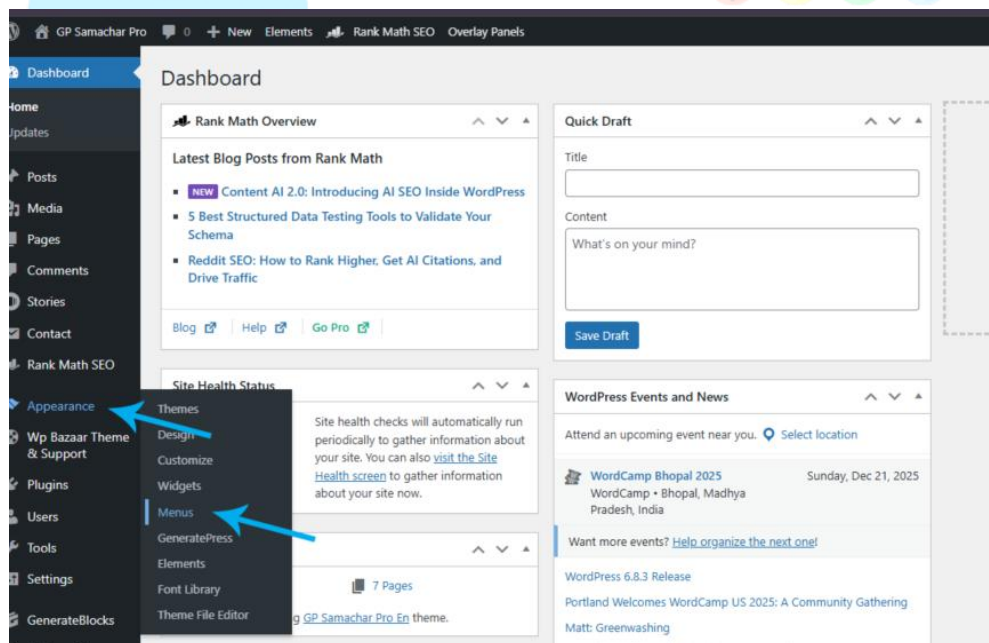 GP Samachar Pro 0 + New Elements Rank Math SEO Overlay Panels
Dashboard
Home
Updates
Posts
Media
Pages
Comments
Stories
Contact
Rank Math SEO
Appearance
Wp Bazaar Theme
& Support
Plugins
Users
Tools
Settings
GenerateBlocks
Themes
Design
Customize
Widgets
Menus
GeneratePress
Elements
Font Library
Theme File Editor
Dashboard
Rank Math Overview
Latest Blog Posts from Rank Math
NEW Content AI 2.0: Introducing AI SEO Inside WordPress
5 Best Structured Data Testing Tools to Validate Your
Schema
Reddit SEO: How to Rank Higher, Get AI Citations, and
Drive Traffic
Blog Help Go Pro
Site Health Status
Site health checks will automatically run
periodically to gather information about
your site. You can also visit the Site
Health screen to gather information
about your site now.
7 Pages
g GP Samachar Pro En theme.
Quick Draft
Title
Content
What's on your mind?
Save Draft
WordPress Events and News
Attend an upcoming event near you. Select location
WordCamp Bhopal 2025 Sunday, Dec 21, 2025
WordCamp • Bhopal, Madhya
Pradesh, India
Want more events? Help organize the next one!
WordPress 6.8.3 Release
Portland Welcomes WordCamp US 2025: A Community Gathering
Matt: Greenwashing